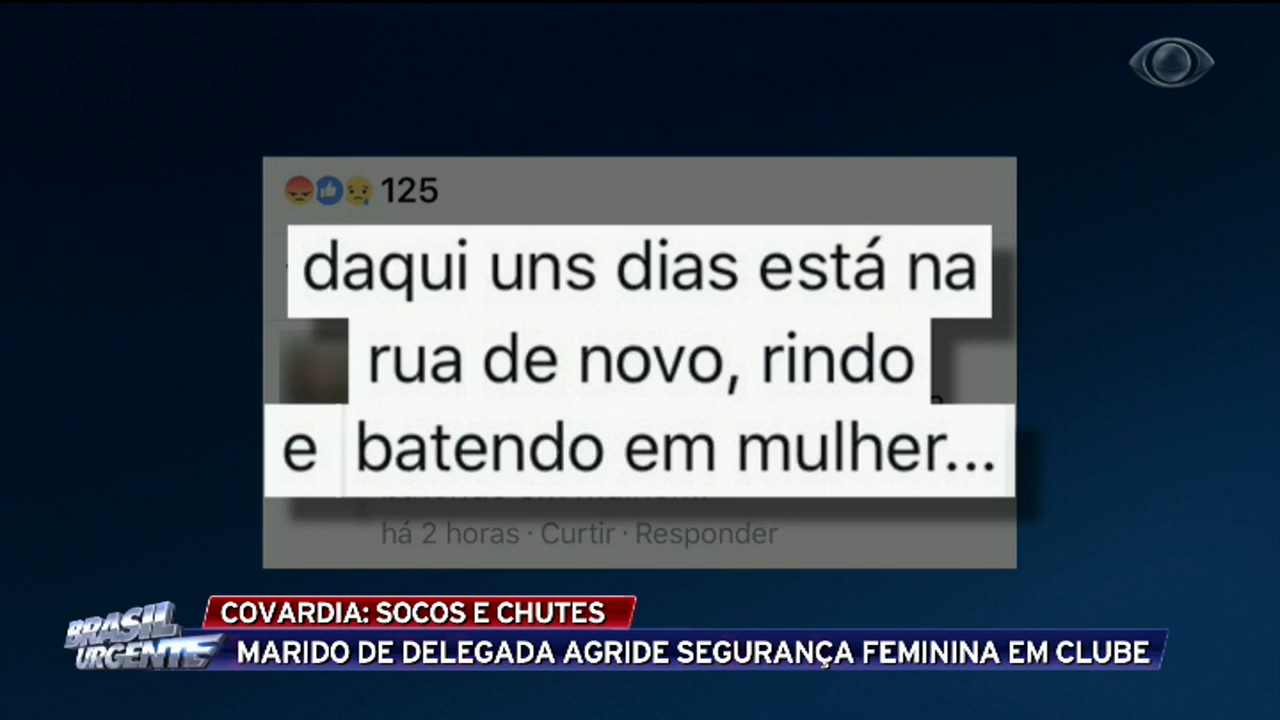 125
daqui uns dias está na
rua de novo, rindo
e batendo em mulher...
há 2 horas · Curtir · Responder
COVARDIA: SOCOS E CHUTES
BRASIL
URGENTE
MARIDO DE DELEGADA AGRIDE SEGURANÇA FEMININA EM CLUBE